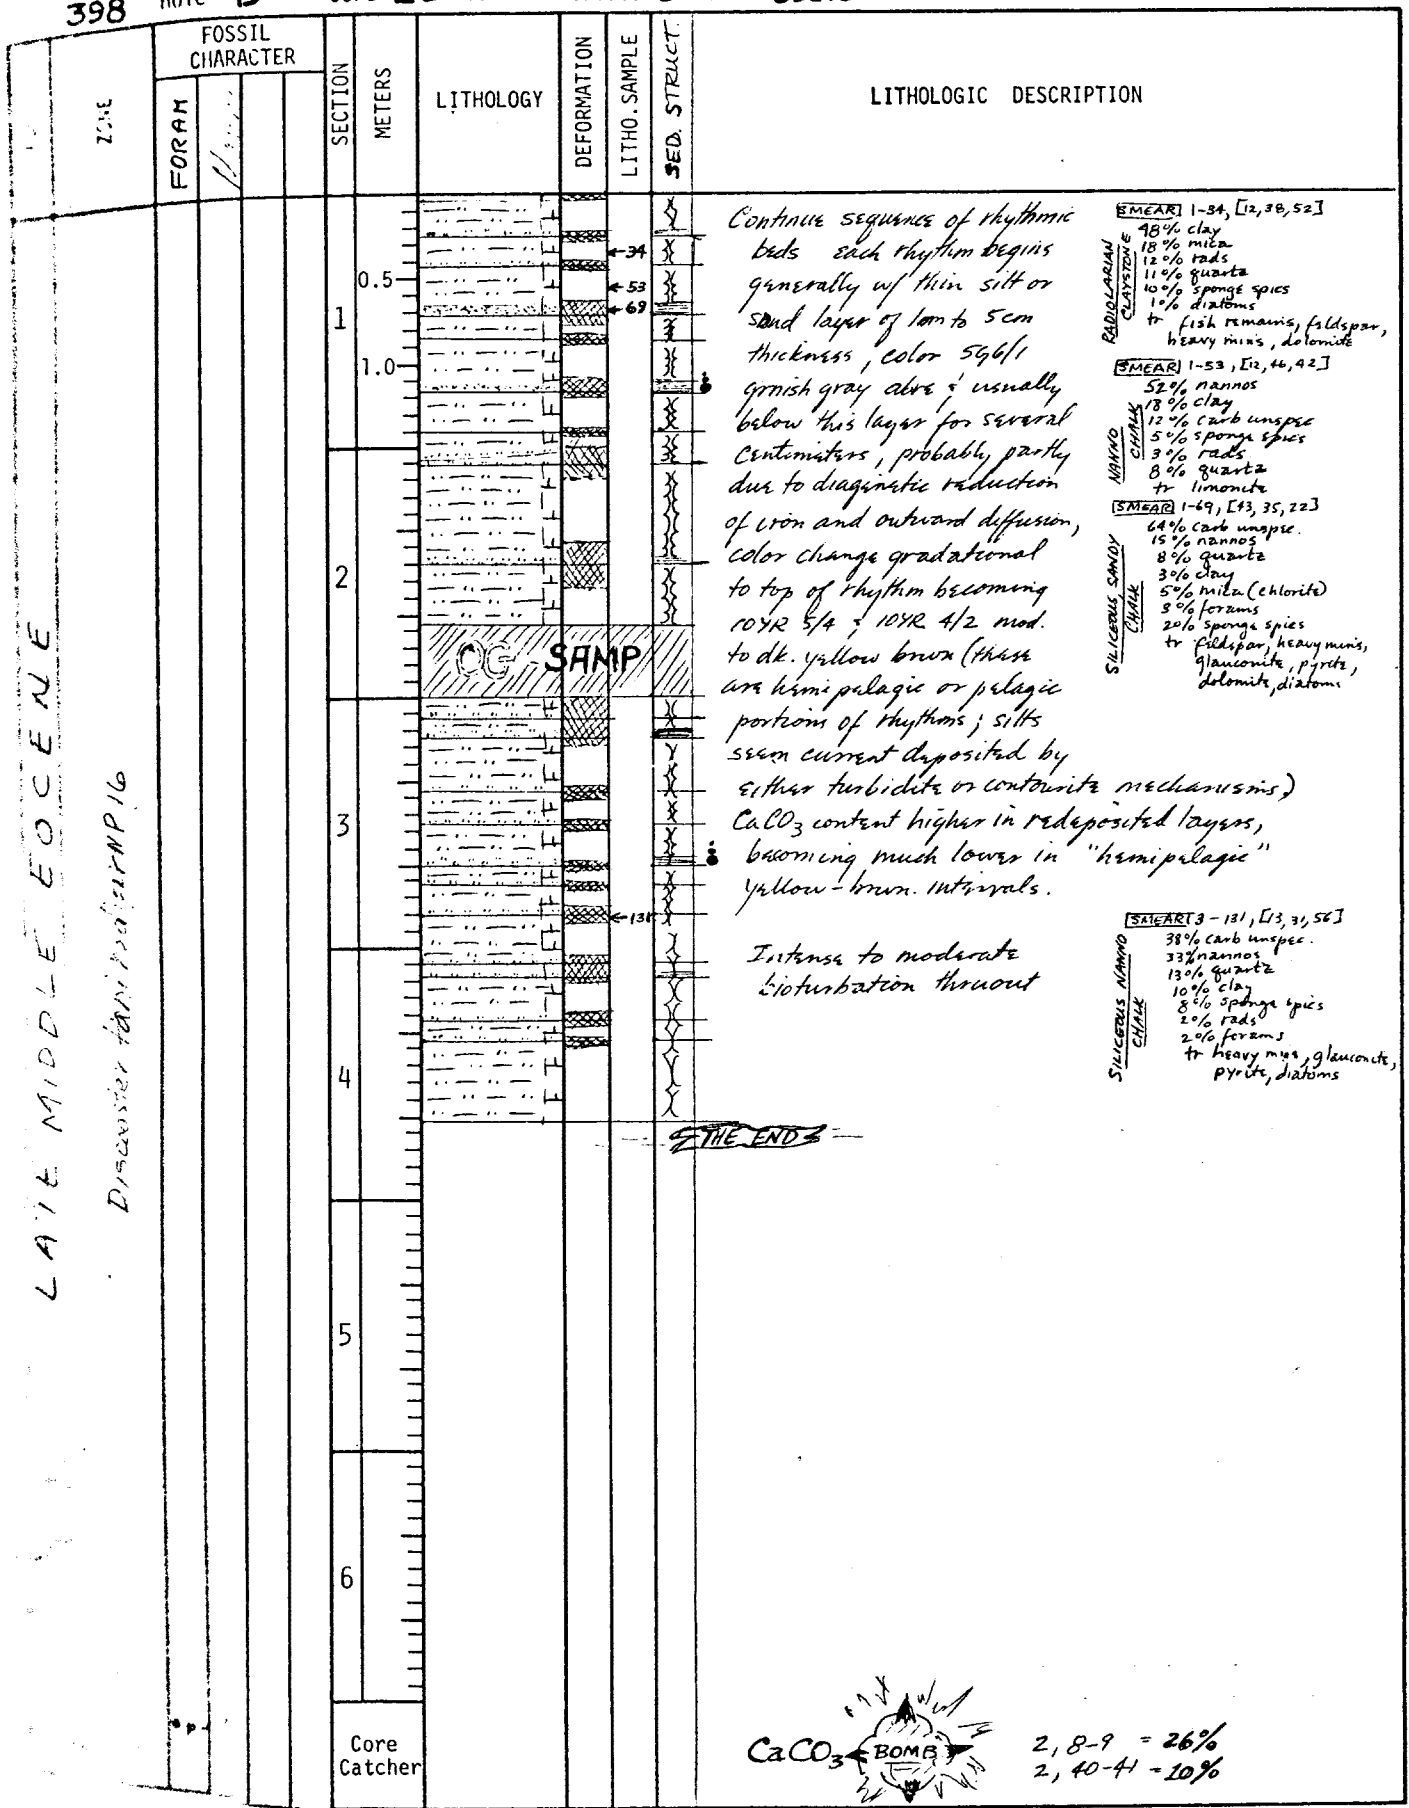 398
FOSSIL
CHARACTER
ZONE
FORAM
SECTION
METERS
LITHOLOGY
DEFORMATION
LITHO. SAMPLE
SED. STRUCT.
LITHOLOGIC DESCRIPTION
LATE MIDDLE EOCENE
NP16
0.5
1.0
1
2
3
4
5
6
Core
Catcher
34
53
69
131
OG - SAMP
Continue sequence of rhythmic
beds each rhythm begins
generally w/ thin silt or
sand layer of 1cm to 5cm
thickness, color 5G6/1
grnish gray above & usually
below this layer for several
centimeters, probably partly
due to diagenetic reduction
of iron and outward diffusion,
color change gradational
to top of rhythm becoming
10YR 5/4 & 10YR 4/2 mod.
to dk. yellow brwn (these
are hemipelagic or pelagic
portions of rhythms; silts
seem current deposited by
either turbidite or contourite mechanisms)
CaCO3 content higher in redeposited layers,
becoming much lower in "hemipelagic"
yellow-brwn. intervals.
Intense to moderate
bioturbation thruout
THE END
RADIOLARIAN
CLAYSTONE
SMEAR 1-34, [12,38,52]
48% clay
18% mica
12% rads
11% quartz
10% sponge spics
1% diatoms
tr fish remains, feldspar,
heavy min's, dolomite
NANNO
CHALK
SMEAR 1-53, [12,46,42]
52% nannos
18% clay
12% carb unspec
5% sponge spics
3% rads
8% quartz
tr limonite
SILICEOUS SANDY
CHALK
SMEAR 1-69, [43, 35, 22]
64% carb unspec.
15% nannos
8% quartz
3% clay
5% mica (chlorite)
3% forams
20% sponge spics
tr feldspar, heavy mins,
glauconite, pyrite,
dolomite, diatoms
SILICEOUS NANNO
CHALK
SMEAR 3-131, [13, 31, 56]
38% carb unspec.
33% nannos
13% quartz
10% clay
8% sponge spics
2% rads
2% forams
tr heavy mins, glauconite,
pyrite, diatoms
CaCO3 BOMB
2, 8-9 = 26%
2, 40-41 = 10%